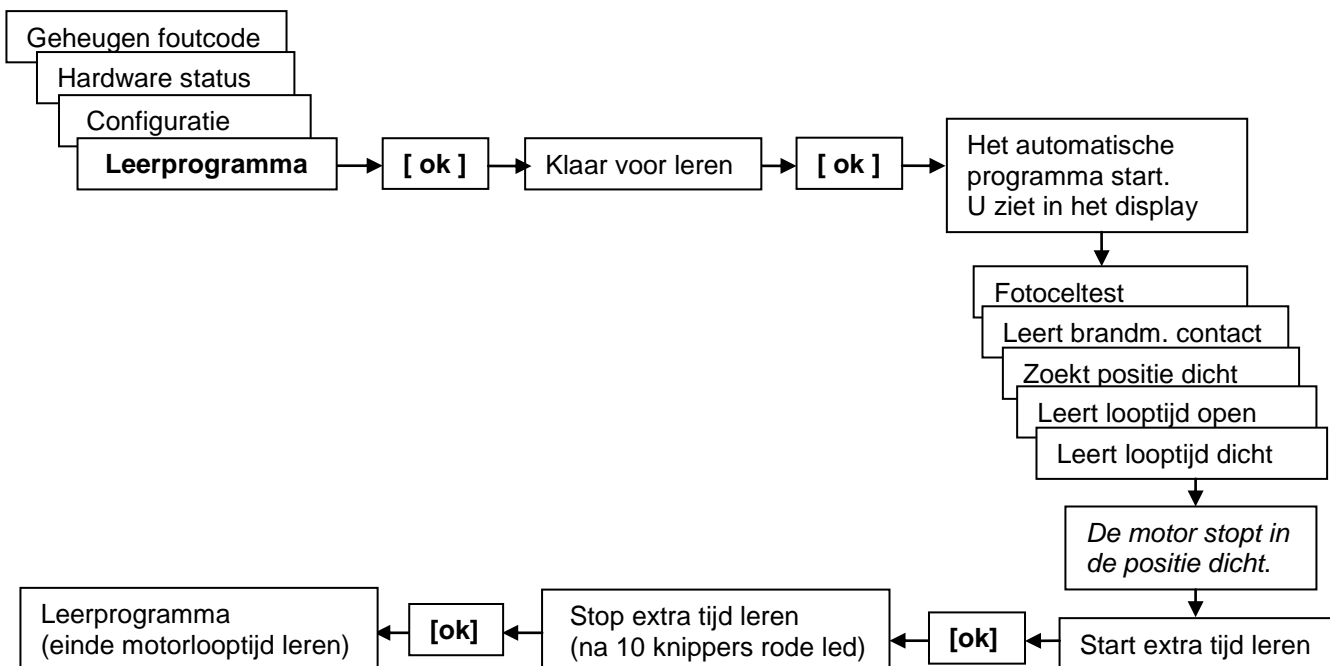 Geheugen foutcode
Hardware status
Configuratie
Leerprogramma
[ ok ]
Klaar voor leren
[ ok ]
Het automatische
programma start.
U ziet in het display
Fotoceltest
Leert brandm. contact
Zoekt positie dicht
Leert looptijd open
Leert looptijd dicht
De motor stopt in
de positie dicht.
Start extra tijd leren
[ok]
Stop extra tijd leren
(na 10 knippers rode led)
[ok]
Leerprogramma
(einde motorlooptijd leren)